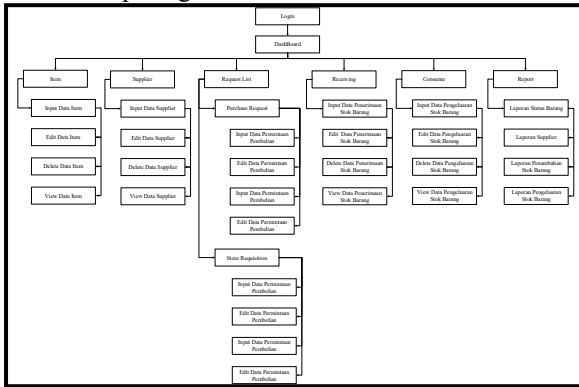 Login
DashBoard
Item
Supplier
Request List
Receiving
Consume
Report
Input Data Item
Edit Data Item
Delete Data Item
View Data Item
Input Data Supplier
Edit Data Supplier
Delete Data Supplier
View Data Supplier
Purchase Request
Input Data Permintaan
Pembelian
Edit Data Permintaan
Pembelian
Input Data Permintaan
Pembelian
Edit Data Permintaan
Pembelian
Store Requisition
Input Data Permintaan
Pembelian
Edit Data Permintaan
Pembelian
Input Data Permintaan
Pembelian
Edit Data Permintaan
Pembelian
Input Data Penerimaan
Stok Barang
Edit Data Penerimaan
Stok Barang
Delete Data Penerimaan
Stok Barang
View Data Penerimaan
Stok Barang
Input Data Pengeluaran
Stok Barang
Edit Data Pengeluaran
Stok Barang
Delete Data Pengeluaran
Stok Barang
View Data Pengeluaran
Stok Barang
Laporan Status Barang
Laporan Supplier
Laporan Penambahan
Stok Barang
Laporan Pengeluaran
Stok Barang